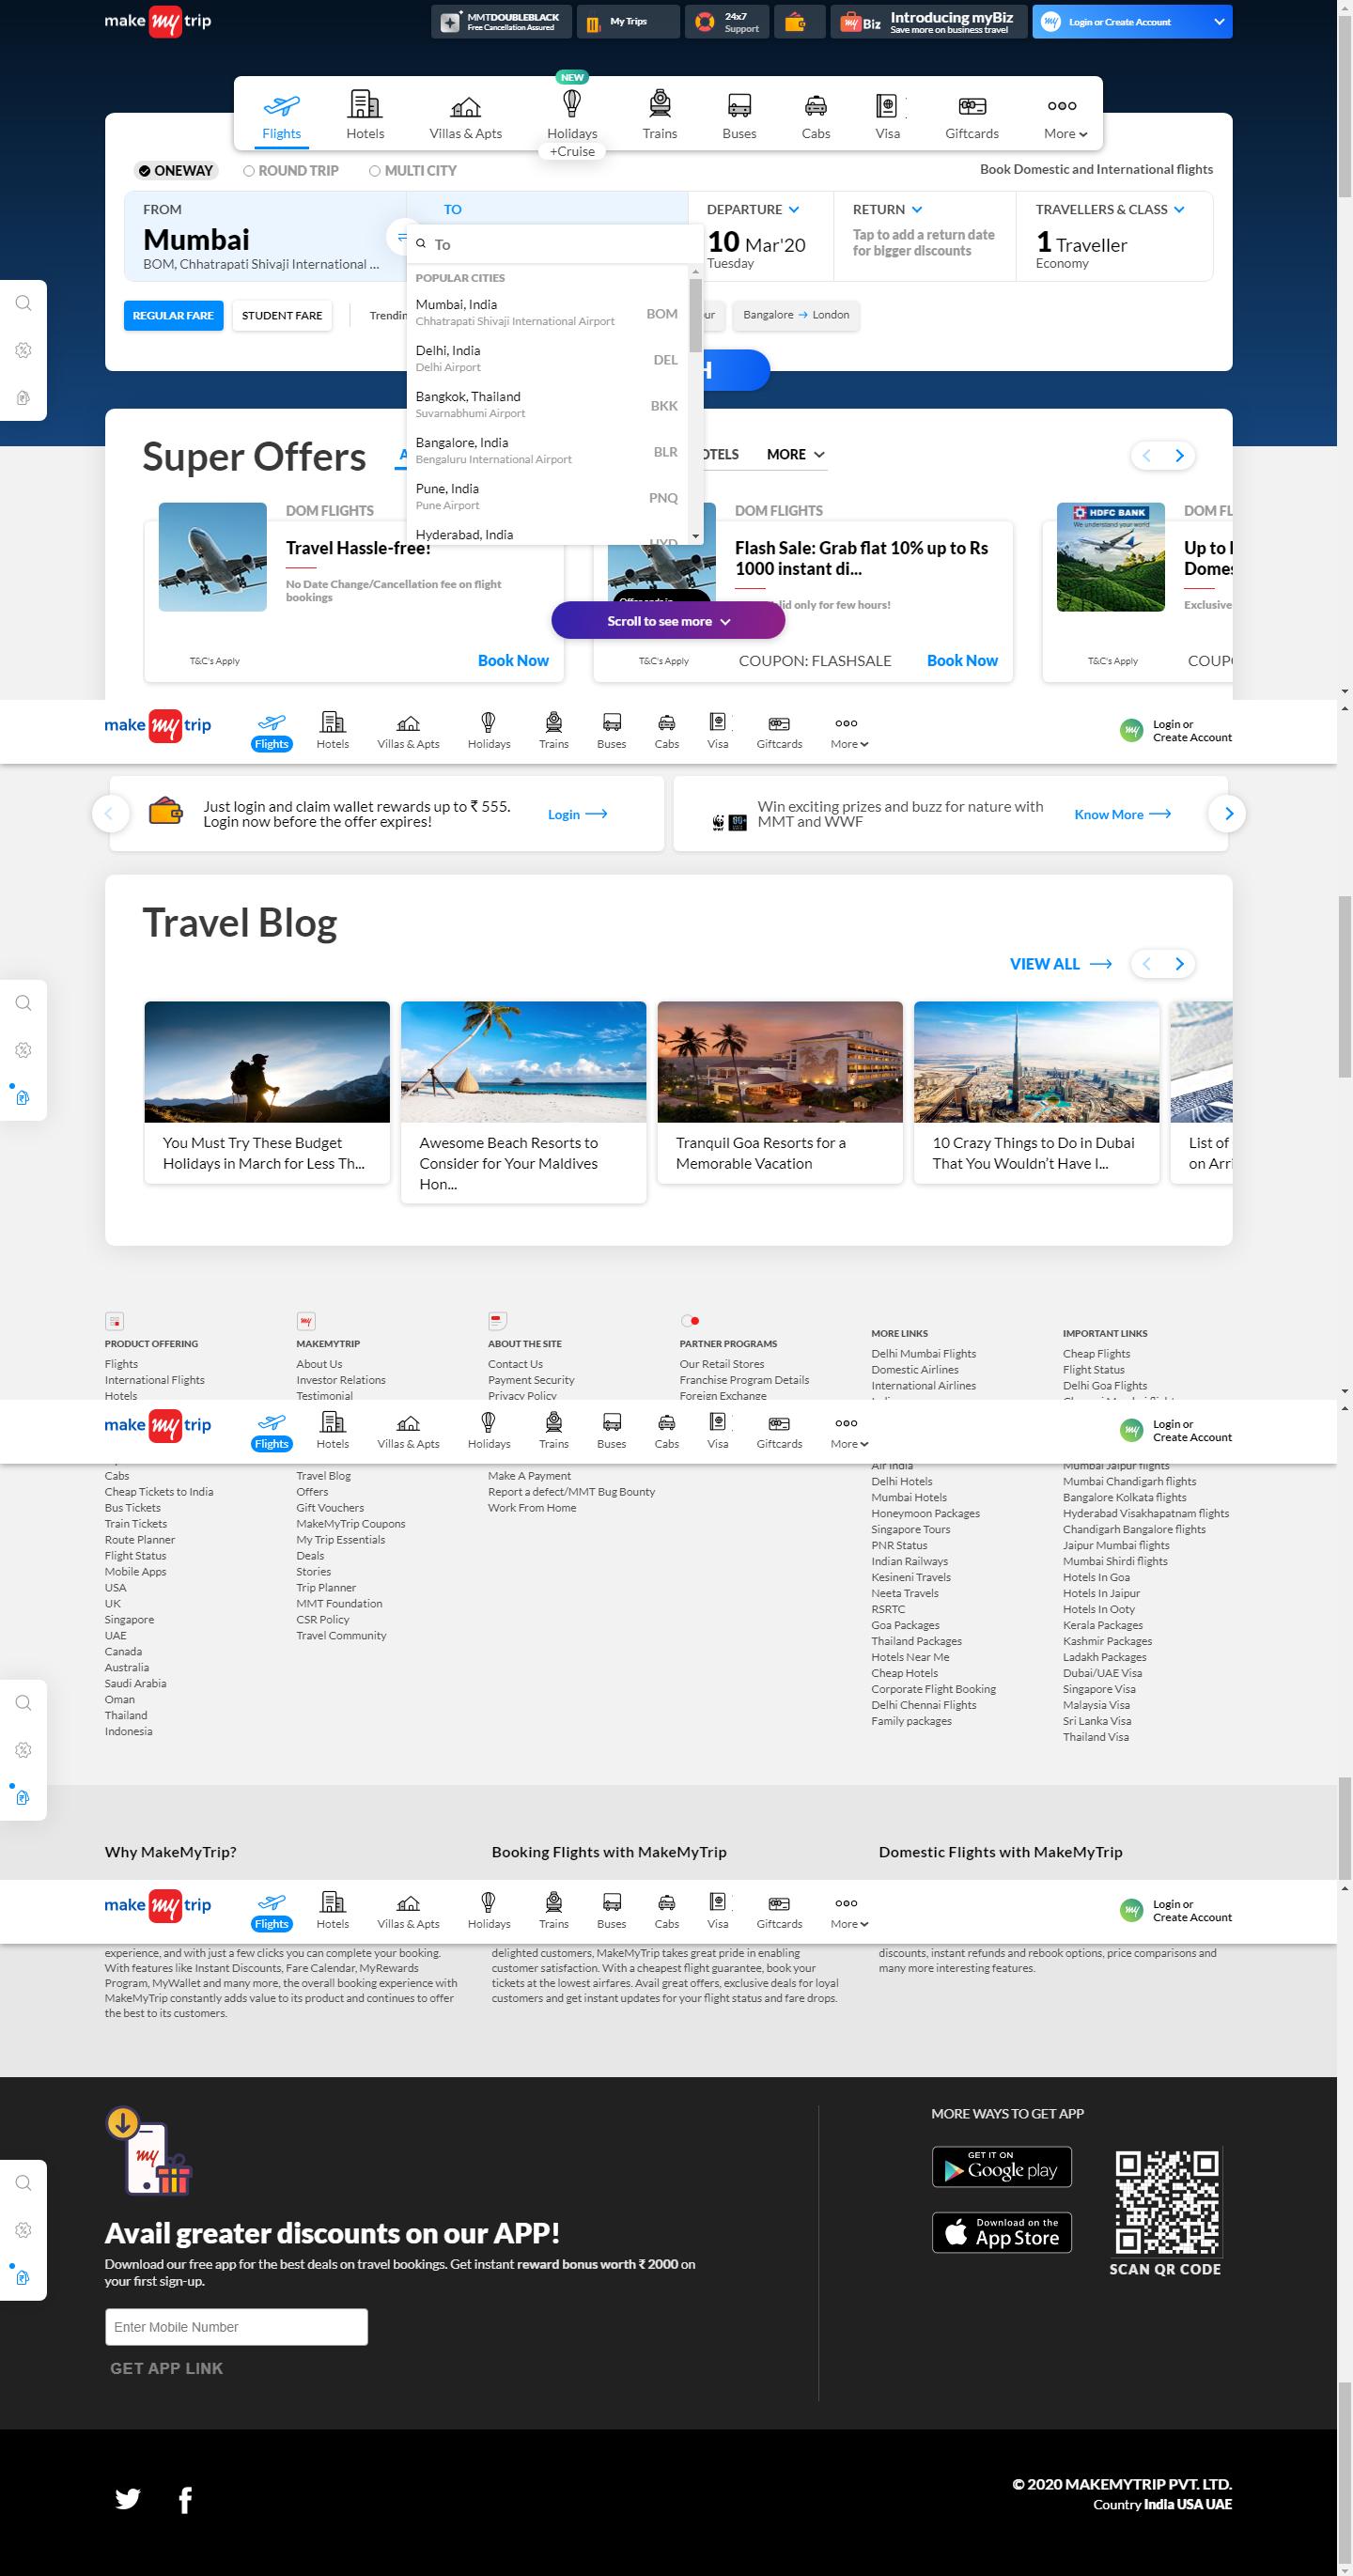 make my trip
MMTDOUBLEBLACK
Free Cancellation Assured
My Trips
24x7
Support
my Biz
Introducing myBiz
Save more on business travel
my
Login or Create Account
NEW
Flights
Hotels
Villas & Apts
Holidays
Trains
Buses
Cabs
Visa
Giftcards
More
+Cruise
ONEWAY
ROUND TRIP
MULTI CITY
Book Domestic and International flights
FROM
TO
DEPARTURE
RETURN
TRAVELLERS & CLASS
Mumbai
BOM, Chhatrapati Shivaji International ...
To
10 Mar'20
Tuesday
Tap to add a return date
for bigger discounts
1 Traveller
Economy
POPULAR CITIES
Mumbai, India
Chhatrapati Shivaji International Airport
BOM
Delhi, India
Delhi Airport
DEL
Bangkok, Thailand
Suvarnabhumi Airport
BKK
Bangalore, India
Bengaluru International Airport
BLR
Pune, India
Pune Airport
PNQ
Hyderabad, India
HYD
REGULAR FARE
STUDENT FARE
Trendin
ur
Bangalore → London
H
Super Offers
A
OTELS
MORE
DOM FLIGHTS
Travel Hassle-free!
No Date Change/Cancellation fee on flight
bookings
T&C's Apply
Book Now
DOM FLIGHTS
Flash Sale: Grab flat 10% up to Rs
1000 instant di...
lid only for few hours!
T&C's Apply
COUPON: FLASHSALE
Book Now
HDFC BANK
We understand your world
DOM FL
Up to
Domes
Exclusive
T&C's Apply
COUP
Scroll to see more
make my trip
Flights
Hotels
Villas & Apts
Holidays
Trains
Buses
Cabs
Visa
Giftcards
More
my
Login or
Create Account
Just login and claim wallet rewards up to ₹ 555.
Login now before the offer expires!
Login
WWF
Win exciting prizes and buzz for nature with
MMT and WWF
Know More
Travel Blog
VIEW ALL
You Must Try These Budget
Holidays in March for Less Th...
Awesome Beach Resorts to
Consider for Your Maldives
Hon...
Tranquil Goa Resorts for a
Memorable Vacation
10 Crazy Things to Do in Dubai
That You Wouldn't Have I...
List of
on Arri
PRODUCT OFFERING
Flights
International Flights
Hotels
my
MAKEMYTRIP
About Us
Investor Relations
Testimonial
ABOUT THE SITE
Contact Us
Payment Security
Privacy Policy
PARTNER PROGRAMS
Our Retail Stores
Franchise Program Details
Foreign Exchange
MORE LINKS
Delhi Mumbai Flights
Domestic Airlines
International Airlines
IMPORTANT LINKS
Cheap Flights
Flight Status
Delhi Goa Flights
Chennai Mumbai flights
make my trip
Flights
Hotels
Villas & Apts
Holidays
Trains
Buses
Cabs
Visa
Giftcards
More
my
Login or
Create Account
Cabs
Cheap Tickets to India
Bus Tickets
Train Tickets
Route Planner
Flight Status
Mobile Apps
USA
UK
Singapore
UAE
Canada
Australia
Saudi Arabia
Oman
Thailand
Indonesia
Travel Blog
Offers
Gift Vouchers
MakeMyTrip Coupons
My Trip Essentials
Deals
Stories
Trip Planner
MMT Foundation
CSR Policy
Travel Community
Make A Payment
Report a defect/MMT Bug Bounty
Work From Home
Air India
Delhi Hotels
Mumbai Hotels
Honeymoon Packages
Singapore Tours
PNR Status
Indian Railways
Kesineni Travels
Neeta Travels
RSRTC
Goa Packages
Thailand Packages
Hotels Near Me
Cheap Hotels
Corporate Flight Booking
Delhi Chennai Flights
Family packages
Mumbai Jaipur flights
Mumbai Chandigarh flights
Bangalore Kolkata flights
Hyderabad Visakhapatnam flights
Chandigarh Bangalore flights
Jaipur Mumbai flights
Mumbai Shirdi flights
Hotels In Goa
Hotels In Jaipur
Hotels In Ooty
Kerala Packages
Kashmir Packages
Ladakh Packages
Dubai/UAE Visa
Singapore Visa
Malaysia Visa
Sri Lanka Visa
Thailand Visa
Why MakeMyTrip?
Booking Flights with MakeMyTrip
Domestic Flights with MakeMyTrip
make my trip
Flights
Hotels
Villas & Apts
Holidays
Trains
Buses
Cabs
Visa
Giftcards
More
my
Login or
Create Account
experience, and with just a few clicks you can complete your booking.
With features like Instant Discounts, Fare Calendar, MyRewards
Program, MyWallet and many more, the overall booking experience with
MakeMyTrip constantly adds value to its product and continues to offer
the best to its customers.
delighted customers, MakeMyTrip takes great pride in enabling
customer satisfaction. With a cheapest flight guarantee, book your
tickets at the lowest airfares. Avail great offers, exclusive deals for loyal
customers and get instant updates for your flight status and fare drops.
discounts, instant refunds and rebook options, price comparisons and
many more interesting features.
my
Avail greater discounts on our APP!
Download our free app for the best deals on travel bookings. Get instant reward bonus worth ₹ 2000 on
your first sign-up.
Enter Mobile Number
GET APP LINK
MORE WAYS TO GET APP
GET IT ON
Google play
Download on the
App Store
SCAN QR CODE
© 2020 MAKEMYTRIP PVT. LTD.
Country India USA UAE